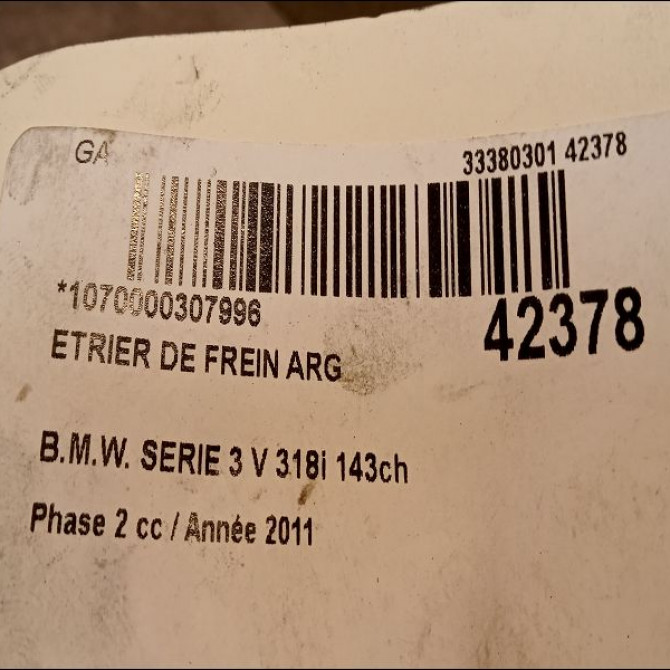 GA
33380301 42378
*1070000307996
42378
ETRIER DE FREIN ARG
B.M.W. SERIE 3 V 318i 143ch
Phase 2 cc / Année 2011